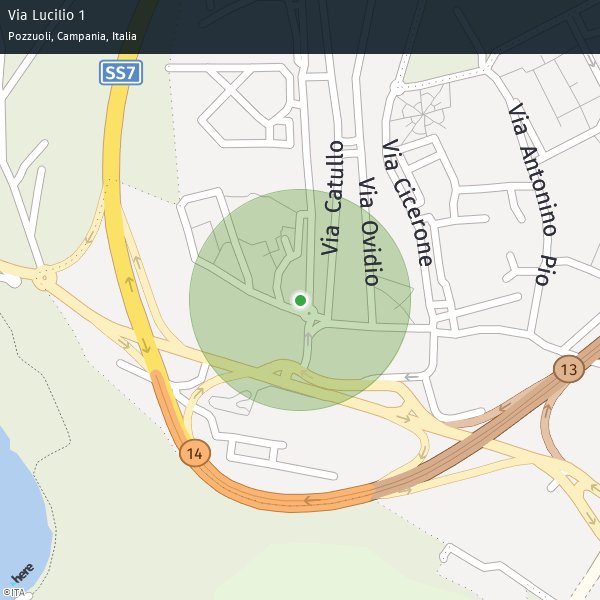 Via Lucilio 1
Pozzuoli, Campania, Italia
SS7
Via Catullo
Via Ovidio
Via Cicerone
Via Antonino Pio
13
14
here
©ITA